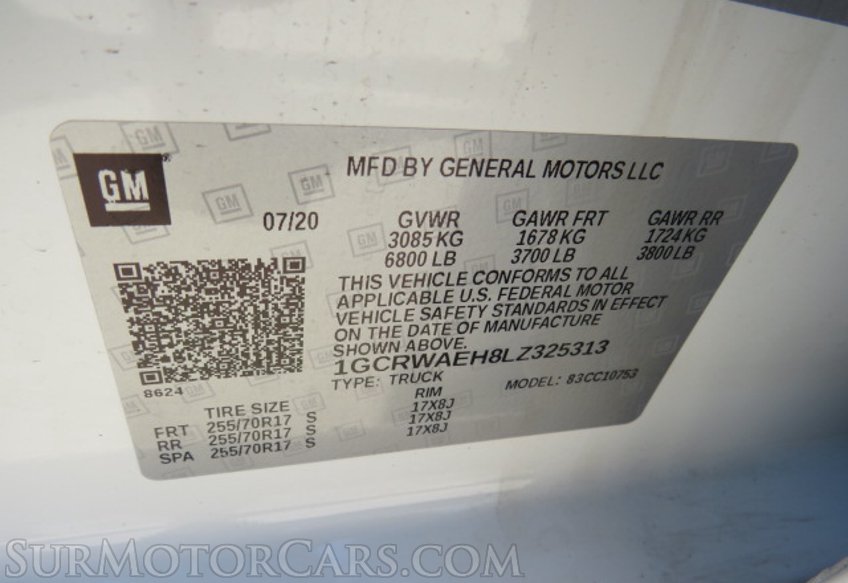 GM
MFD BY GENERAL MOTORS LLC
07/20 GVWR GAWR FRT GAWR RR
3085 KG 1678 KG 1724 KG
6800 LB 3700 LB 3800 LB
THIS VEHICLE CONFORMS TO ALL
APPLICABLE U.S. FEDERAL MOTOR
VEHICLE SAFETY STANDARDS IN EFFECT
ON THE DATE OF MANUFACTURE
SHOWN ABOVE.
1GCRWAEH8LZ325313
TYPE: TRUCK MODEL: 83CC10753
8624
TIRE SIZE RIM
FRT 255/70R17 S 17X8J
RR 255/70R17 S 17X8J
SPA 255/70R17 S 17X8J
SURMOTORCARS.COM